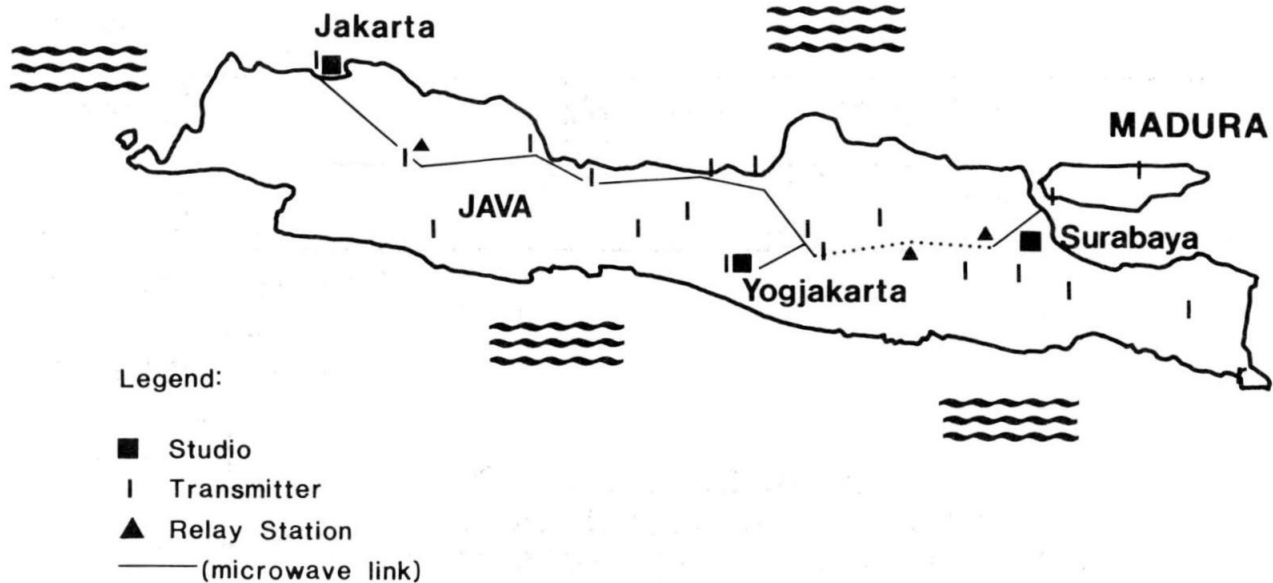 Jakarta
MADURA
JAVA
Surabaya
Yogjakarta
Legend:
Studio
Transmitter
Relay Station
(microwave link)